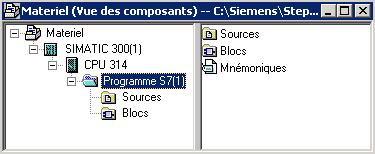 Materiel (Vue des composants) -- C:\Siemens\Step...
Materiel
SIMATIC 300(1)
CPU 314
Programme S7(1)
Sources
Blocs
Sources
Blocs
Mnémoniques